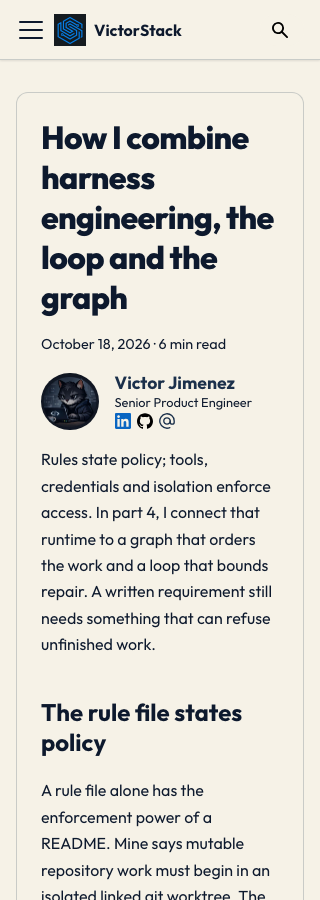 VictorStack
How I combine
harness
engineering, the
loop and the
graph
October 18, 2026 · 6 min read
Victor Jimenez
Senior Product Engineer
Rules state policy; tools,
credentials and isolation enforce
access. In part 4, I connect that
runtime to a graph that orders
the work and a loop that bounds
repair. A written requirement still
needs something that can refuse
unfinished work.
The rule file states
policy
A rule file alone has the
enforcement power of a
README. Mine says mutable
repository work must begin in an
isolated linked git worktree. The